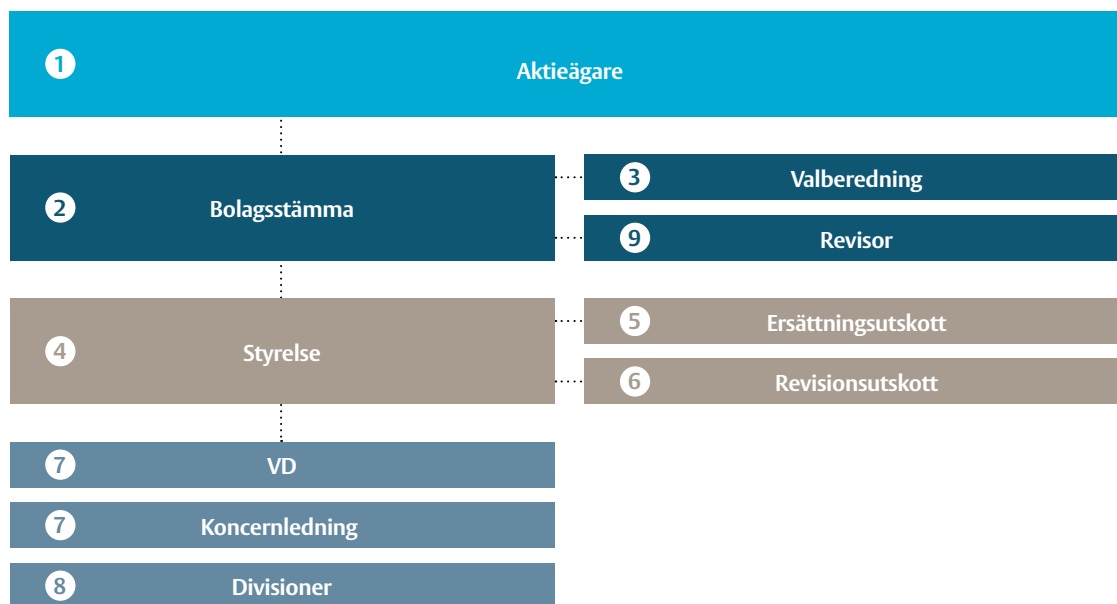 1 Aktieägare
2 Bolagsstämma
3 Valberedning
9 Revisor
4 Styrelse
5 Ersättningsutskott
6 Revisionsutskott
7 VD
7 Koncernledning
8 Divisioner